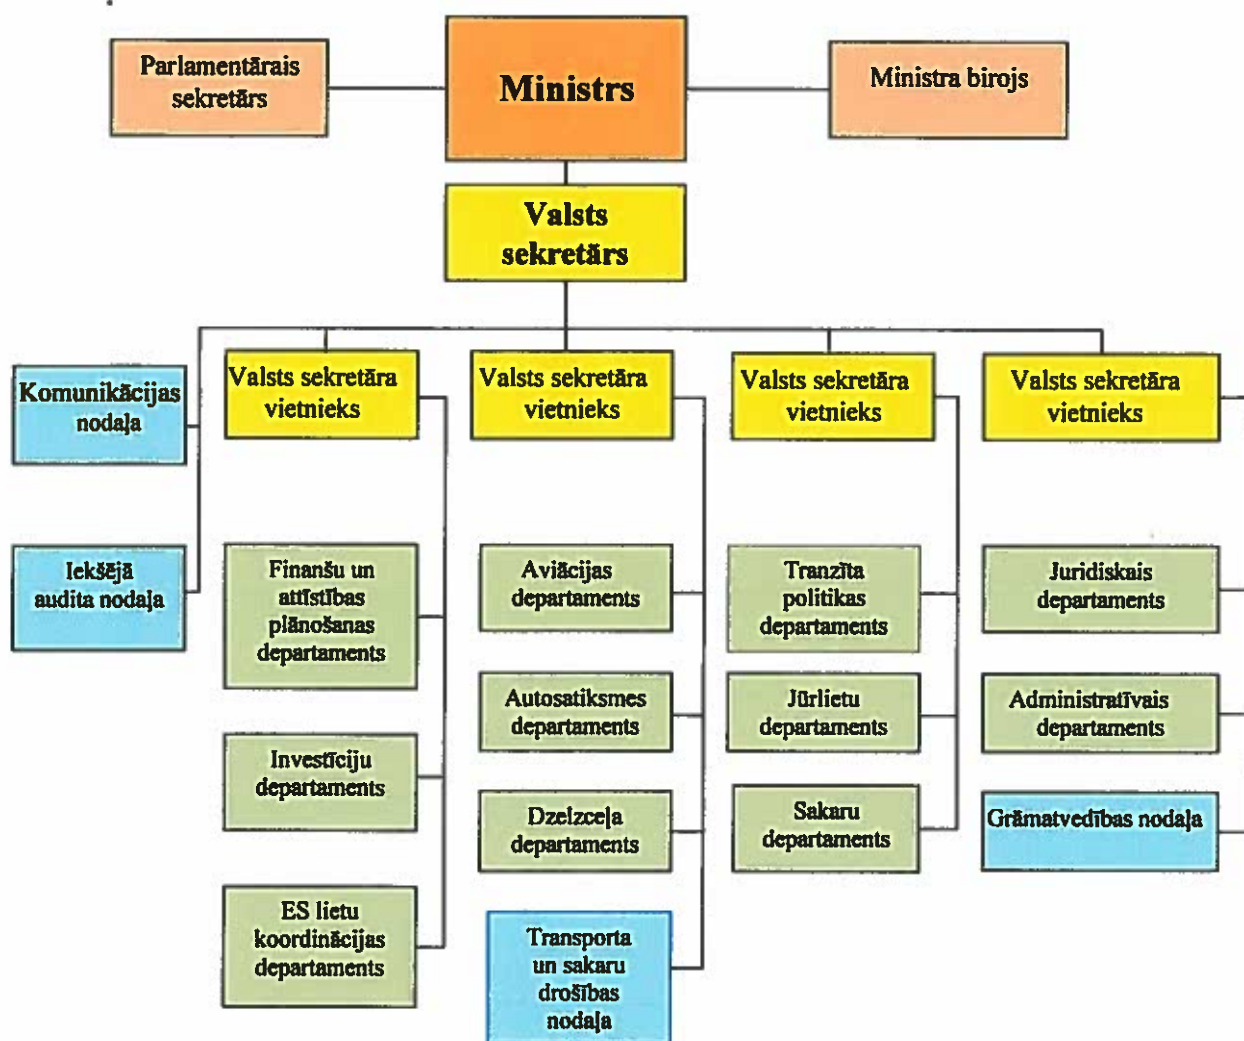 Parlamentārais
sekretārs
Ministrs
Ministra birojs
Valsts
sekretārs
Komunikācijas
nodaļa
Valsts sekretāra
vietnieks
Valsts sekretāra
vietnieks
Valsts sekretāra
vietnieks
Valsts sekretāra
vietnieks
Iekšējā
audita nodaļa
Finanšu un
attīstības
plānošanas
departaments
Aviācijas
departaments
Tranzīta
politikas
departaments
Juridiskais
departaments
Autosatiksmes
departaments
Jūrlietu
departaments
Administratīvais
departaments
Investīciju
departaments
Dzelzceļa
departaments
Sakaru
departaments
Grāmatvedības nodaļa
ES lietu
koordinācijas
departaments
Transporta
un sakaru
drošības
nodaļa